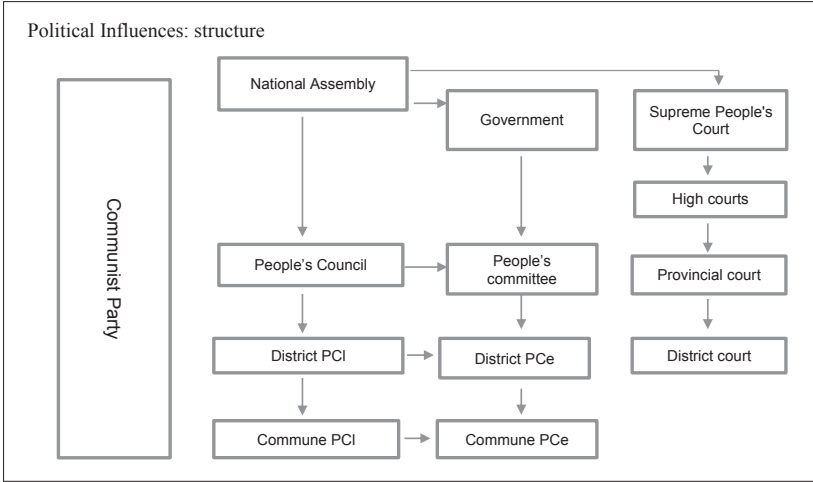 Political Influences: structure
Communist Party
National Assembly
Government
Supreme People's
Court
High courts
People’s Council
People’s
committee
Provincial court
District PCl
District PCe
District court
Commune PCl
Commune PCe